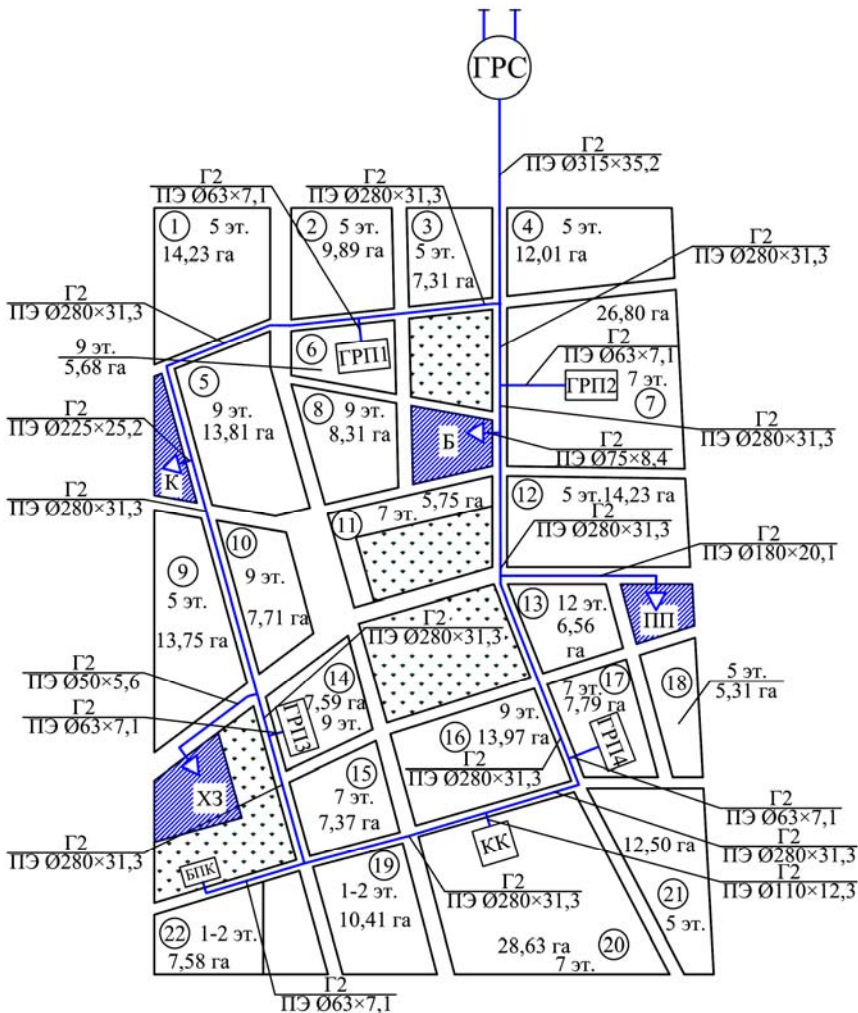 ГРС
Г2
ПЭ Ø315×35,2
Г2
ПЭ Ø63×7,1
Г2
ПЭ Ø280×31,3
1
5 эт.
14,23 га
2
5 эт.
9,89 га
3
5 эт.
7,31 га
4
5 эт.
12,01 га
Г2
ПЭ Ø280×31,3
Г2
ПЭ Ø280×31,3
26,80 га
Г2
ПЭ Ø63×7,1
9 эт.
5,68 га
6
ГРП1
ГРП2
7 эт.
7
5
9 эт.
13,81 га
8
9 эт.
8,31 га
Г2
ПЭ Ø225×25,2
К
Б
Г2
ПЭ Ø75×8,4
Г2
ПЭ Ø280×31,3
Г2
ПЭ Ø280×31,3
11
7 эт.
5,75 га
12
5 эт.14,23 га
Г2
ПЭ Ø280×31,3
Г2
ПЭ Ø180×20,1
9
5 эт.
13,75 га
10
9 эт.
7,71 га
13
12 эт.
6,56
га
ПП
Г2
ПЭ Ø280×31,3
Г2
ПЭ Ø50×5,6
Г2
ПЭ Ø63×7,1
14
7,59 га
9 эт.
ГРП3
17
7 эт.
7,79 га
ГРП4
18
5 эт.
5,31 га
16
9 эт.
13,97 га
Г2
ПЭ Ø280×31,3
ХЗ
15
7 эт.
7,37 га
Г2
ПЭ Ø63×7,1
Г2
ПЭ Ø280×31,3
Г2
ПЭ Ø280×31,3
Г2
ПЭ Ø110×12,3
БПК
КК
12,50 га
21
5 эт.
19
1-2 эт.
10,41 га
Г2
ПЭ Ø280×31,3
22
1-2 эт.
7,58 га
28,63 га
20
7 эт.
Г2
ПЭ Ø63×7,1